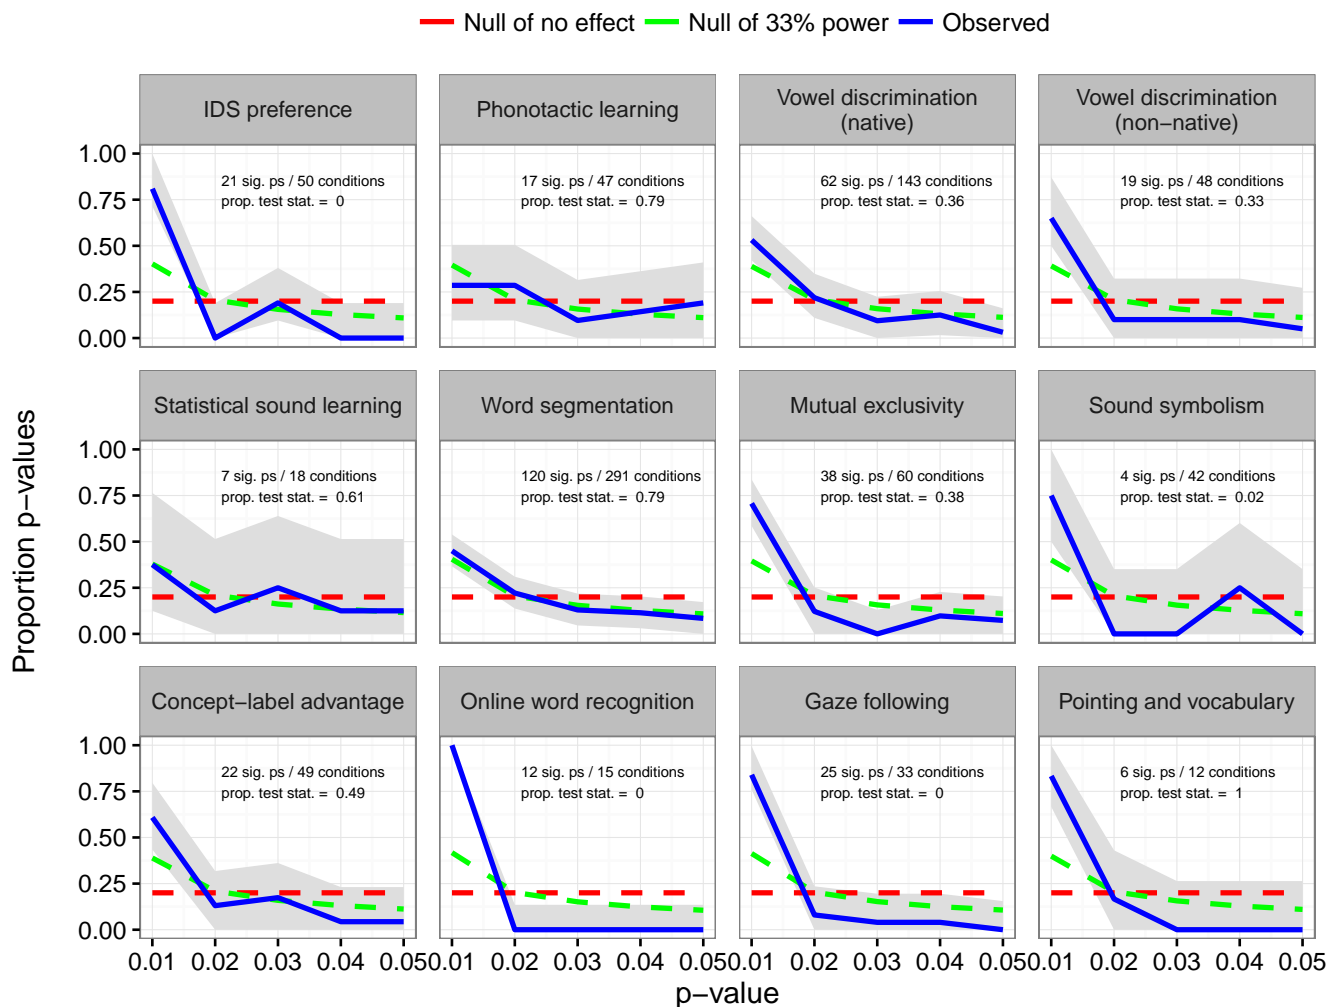 Null of no effect Null of 33% power Observed
IDS preference
Phonotactic learning
Vowel discrimination
(native)
Vowel discrimination
(non−native)
1.00
0.75
0.50
0.25
0.00
21 sig. ps / 50 conditions
prop. test stat. = 0
17 sig. ps / 47 conditions
prop. test stat. = 0.79
62 sig. ps / 143 conditions
prop. test stat. = 0.36
19 sig. ps / 48 conditions
prop. test stat. = 0.33
Proportion p−values
Statistical sound learning
Word segmentation
Mutual exclusivity
Sound symbolism
1.00
0.75
0.50
0.25
0.00
7 sig. ps / 18 conditions
prop. test stat. = 0.61
120 sig. ps / 291 conditions
prop. test stat. = 0.79
38 sig. ps / 60 conditions
prop. test stat. = 0.38
4 sig. ps / 42 conditions
prop. test stat. = 0.02
Concept−label advantage
Online word recognition
Gaze following
Pointing and vocabulary
1.00
0.75
0.50
0.25
0.00
22 sig. ps / 49 conditions
prop. test stat. = 0.49
12 sig. ps / 15 conditions
prop. test stat. = 0
25 sig. ps / 33 conditions
prop. test stat. = 0
6 sig. ps / 12 conditions
prop. test stat. = 1
0.01 0.02 0.03 0.04 0.05
0.01 0.02 0.03 0.04 0.05
0.01 0.02 0.03 0.04 0.05
0.01 0.02 0.03 0.04 0.05
p−value